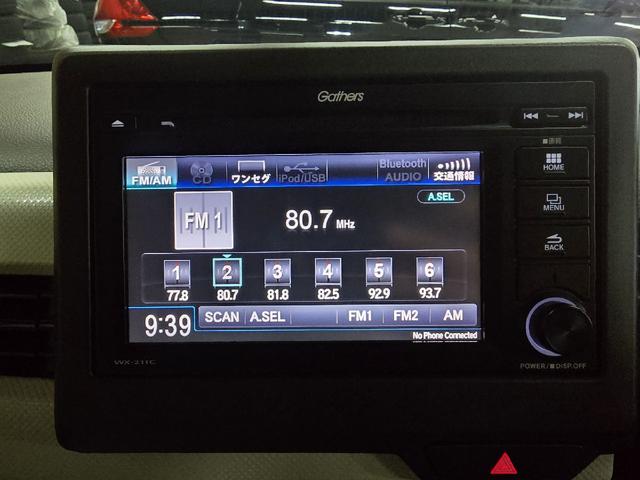 Gathers
FM/AM CD ワンセグ iPod/USB Bluetooth AUDIO 交通情報
A.SEL
FM 1 80.7 MHz
1 2 3 4 5 6
77.8 80.7 81.8 82.5 92.9 93.7
9:39 SCAN A.SEL FM1 FM2 AM
No Phone Connected
HOME
MENU
BACK
POWER/■DISP.OFF
WX-211C